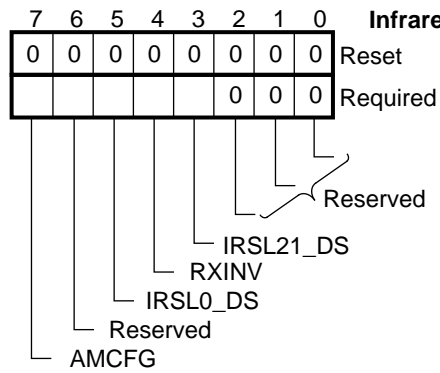 7 6 5 4 3 2 1 0 Infrare
0 0 0 0 0 0 0 0 Reset
0 0 0 Required
Reserved
IRSL21_DS
RXINV
IRSL0_DS
Reserved
AMCFG